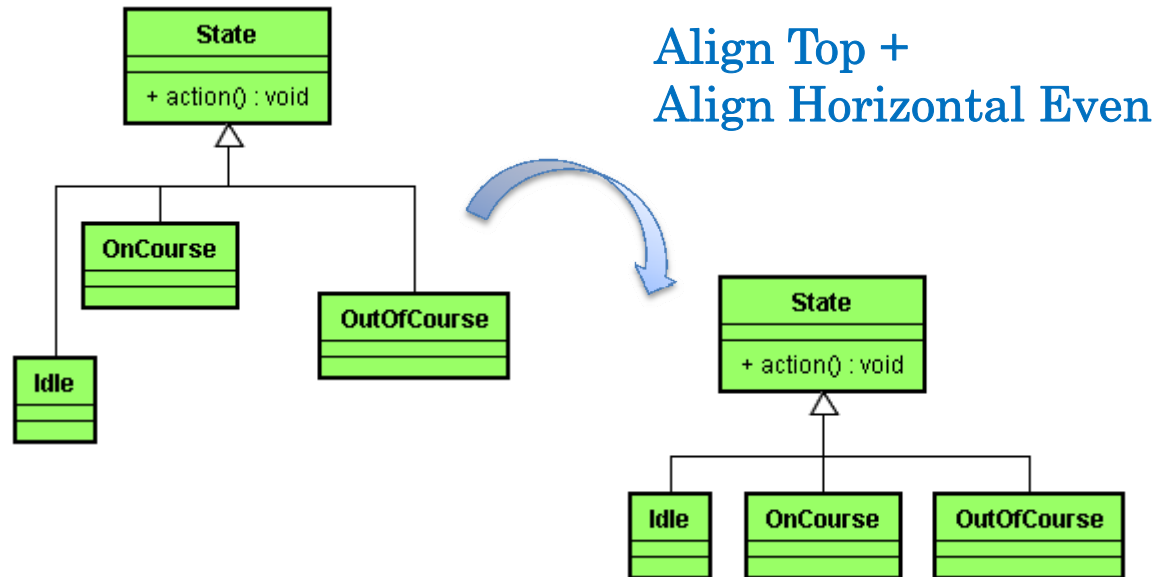 Align Top +
Align Horizontal Even
State
+ action() : void
OnCourse
OutOfCourse
Idle
State
+ action() : void
Idle
OnCourse
OutOfCourse